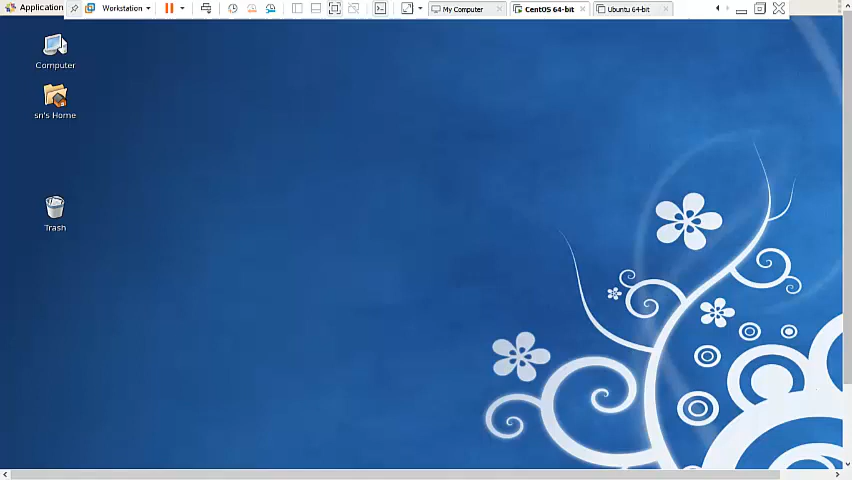 Application
Workstation
My Computer
CentOS 64-bit
Ubuntu 64-bit
Computer
sn's Home
Trash